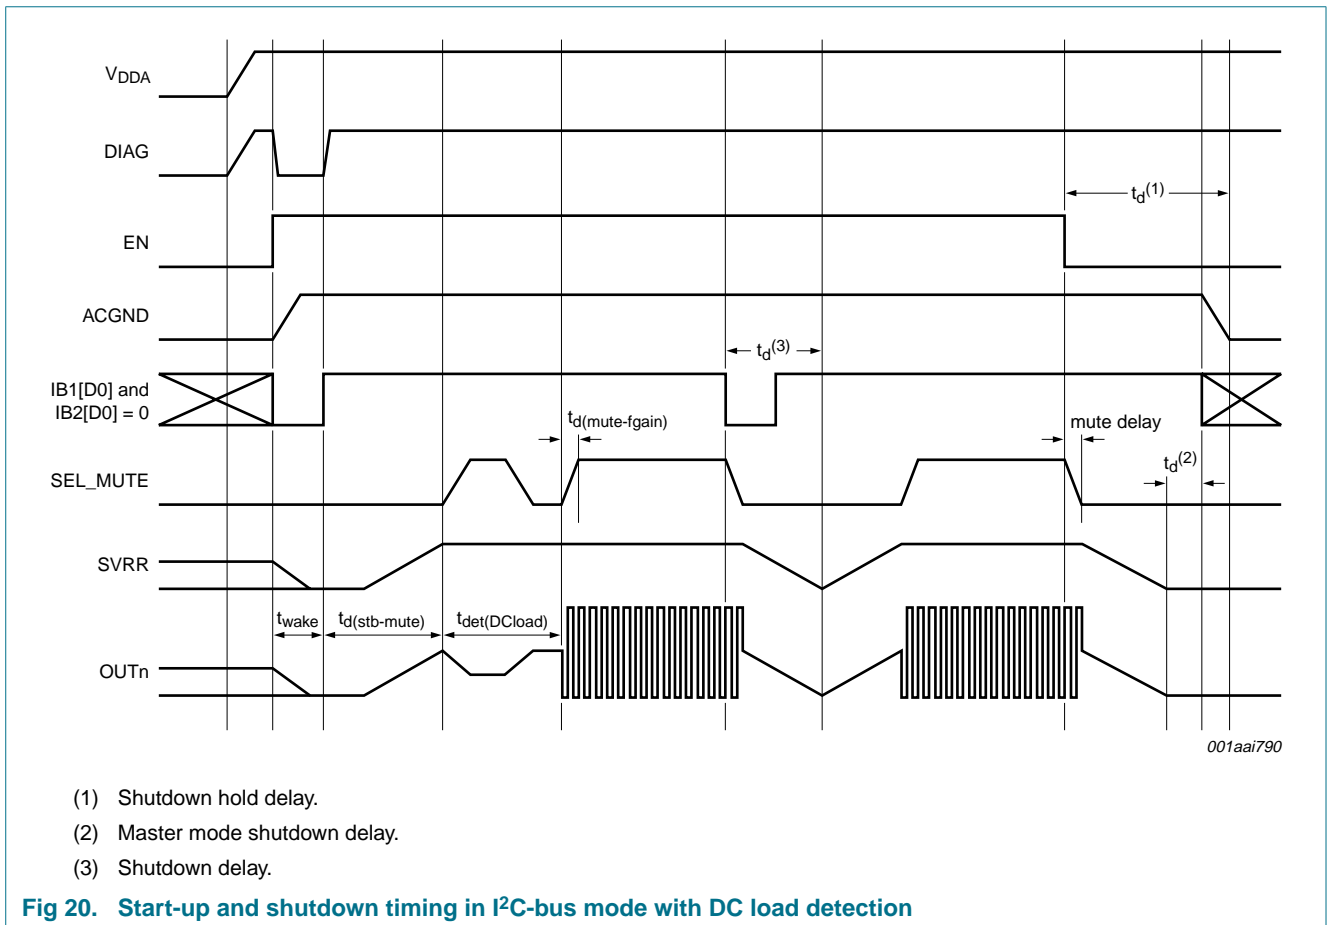 VDDA
DIAG
td(1)
EN
ACGND
td(3)
IB1[D0] and
IB2[D0] = 0
td(mute-fgain)
mute delay
td(2)
SEL_MUTE
SVRR
twake
td(stb-mute)
tdet(DCload)
OUTn
001aai790
(1) Shutdown hold delay.
(2) Master mode shutdown delay.
(3) Shutdown delay.
Fig 20. Start-up and shutdown timing in I2C-bus mode with DC load detection